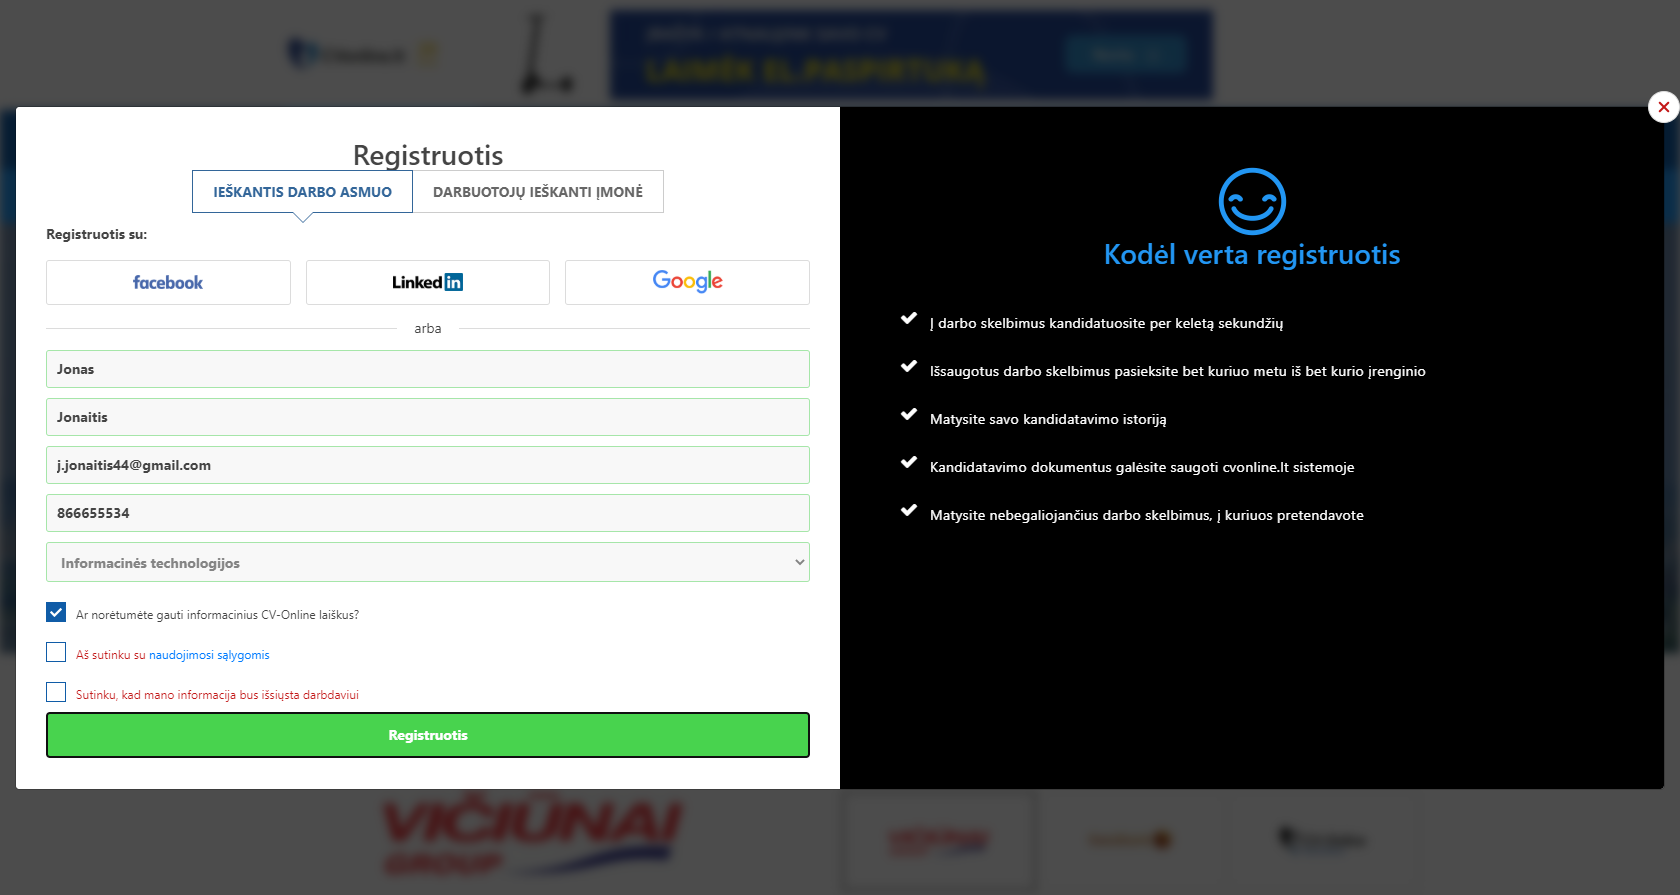 LAIMĖK EL.PASPIRTUKĄ
Registruotis
IEŠKANTIS DARBO ASMUO
DARBUOTOJŲ IEŠKANTI ĮMONĖ
Registruotis su:
facebook
Linkedin
Google
arba
Jonas
Jonaitis
j.jonaitis44@gmail.com
866655534
Informacinės technologijos
Ar norėtumėte gauti informacinius CV-Online laiškus?
Aš sutinku su naudojimosi sąlygomis
Sutinku, kad mano informacija bus išsiųsta darbdaviui
Registruotis
Kodėl verta registruotis
Į darbo skelbimus kandidatuosite per keletą sekundžių
Išsaugotus darbo skelbimus pasieksite bet kuriuo metu iš bet kurio įrenginio
Matysite savo kandidatavimo istoriją
Kandidatavimo dokumentus galėsite saugoti cvonline.lt sistemoje
Matysite nebegaliojančius darbo skelbimus, į kuriuos pretendavote
VIČIŪNAI
GROUP